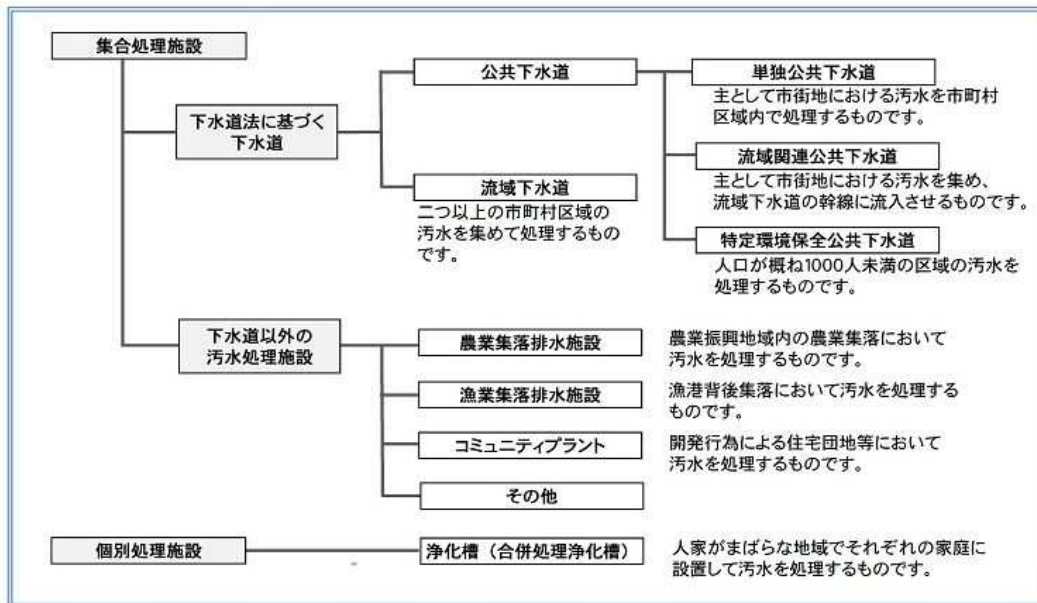 集合処理施設
下水道法に基づく
下水道
公共下水道
単独公共下水道
主として市街地における汚水を市町村
区域内で処理するものです。
流域関連公共下水道
主として市街地における汚水を集め、
流域下水道の幹線に流入させるものです。
特定環境保全公共下水道
人口が概ね1000人未満の区域の汚水を
処理するものです。
流域下水道
二つ以上の市町村区域の
汚水を集めて処理するもの
です。
下水道以外の
汚水処理施設
農業集落排水施設
農業振興地域内の農業集落において
汚水を処理するものです。
漁業集落排水施設
漁港背後集落において汚水を処理する
ものです。
コミュニティプラント
開発行為による住宅団地等において
汚水を処理するものです。
その他
個別処理施設
浄化槽（合併処理浄化槽）
人家がまばらな地域でそれぞれの家庭に
設置して汚水を処理するものです。